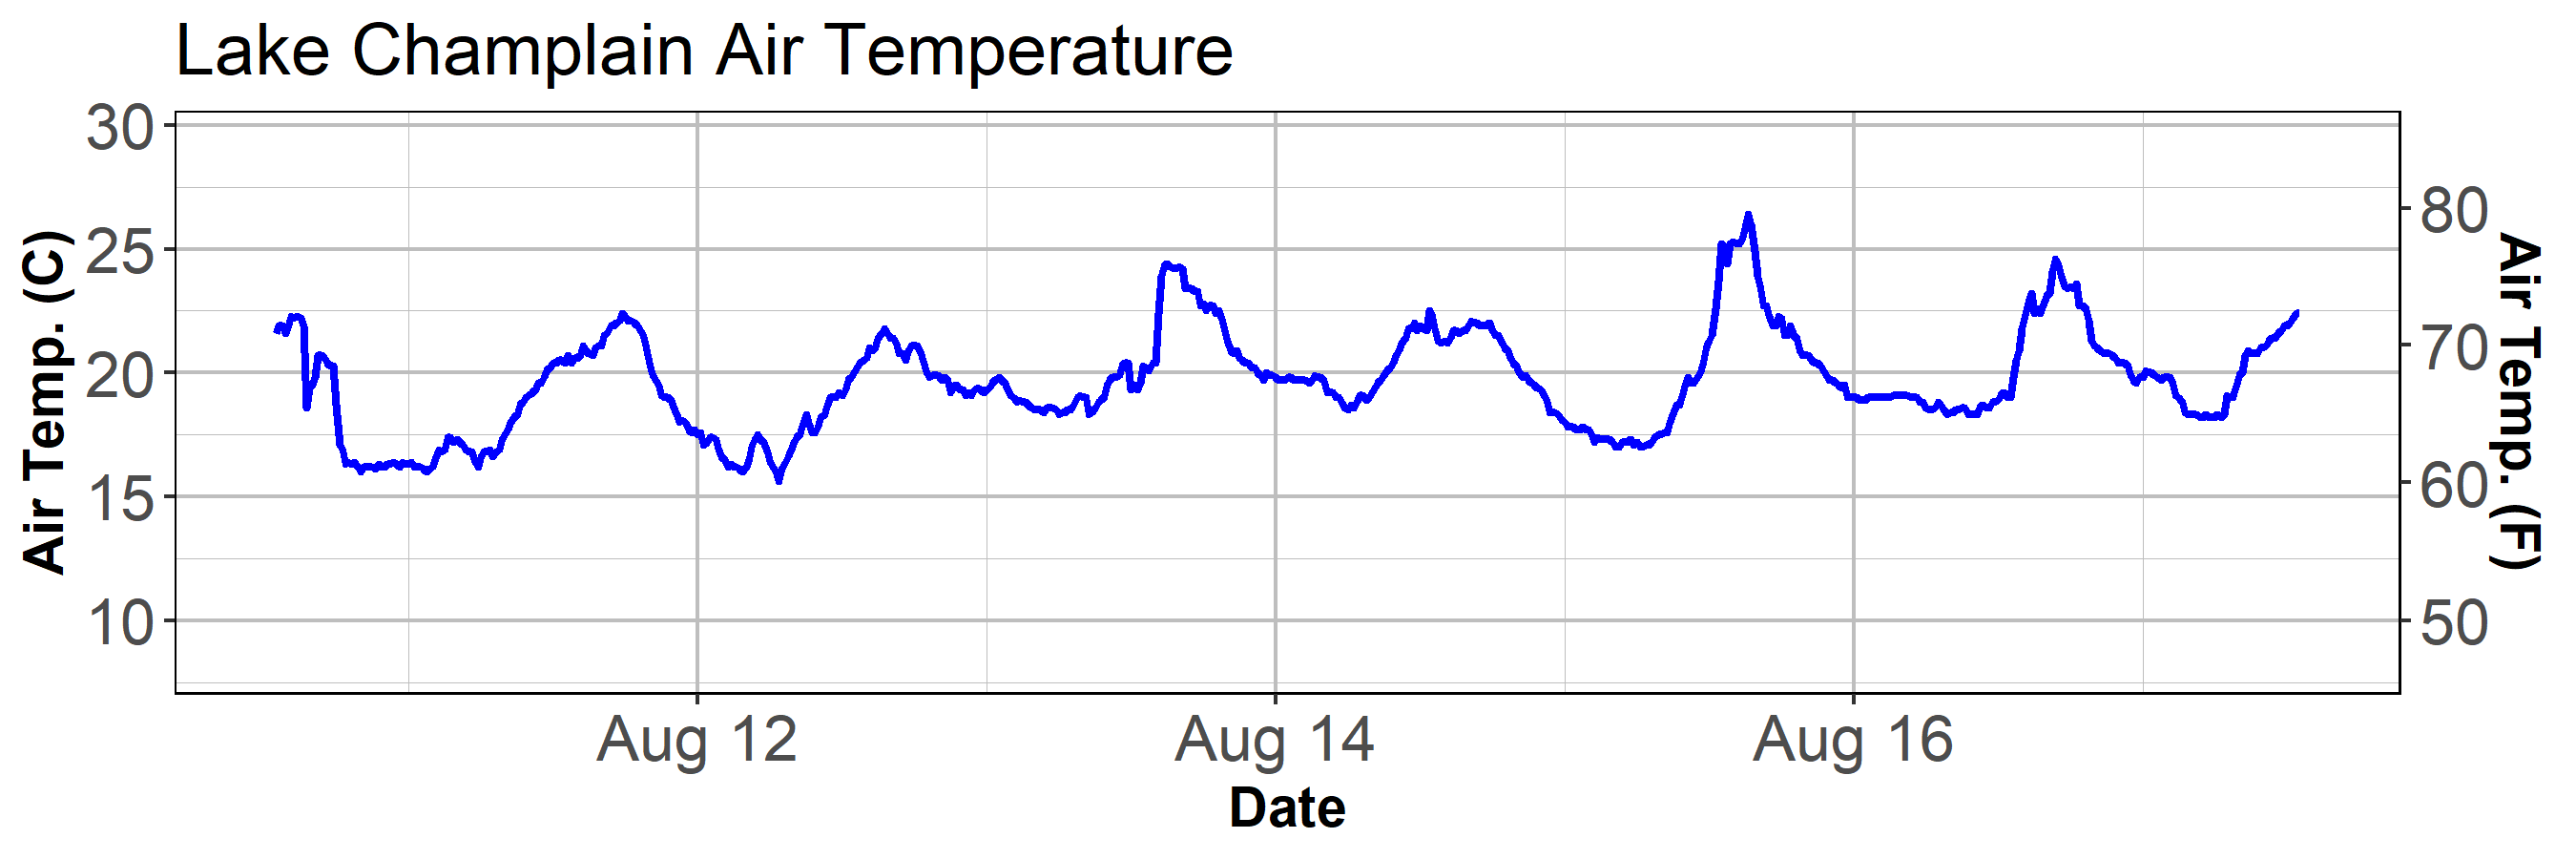 Lake Champlain Air Temperature
30
25
20
15
10
Air Temp. (C)
80
70
60
50
Air Temp. (F)
Aug 12
Aug 14
Aug 16
Date